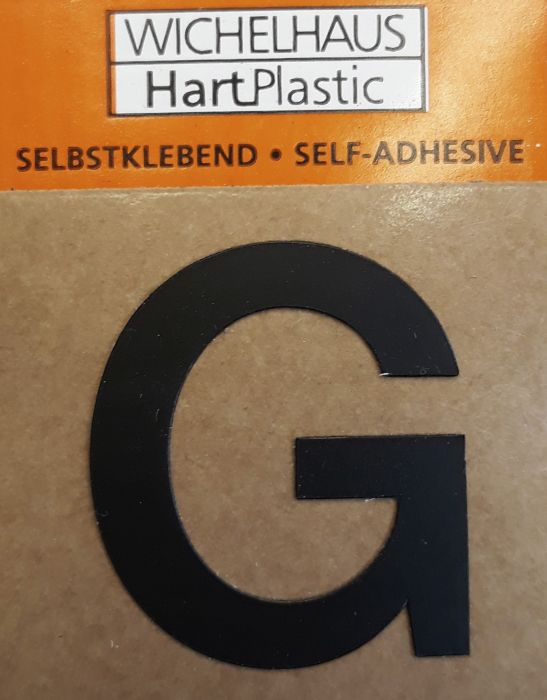 WICHELHAUS
HartPlastic
SELBSTKLEBEND • SELF-ADHESIVE
G